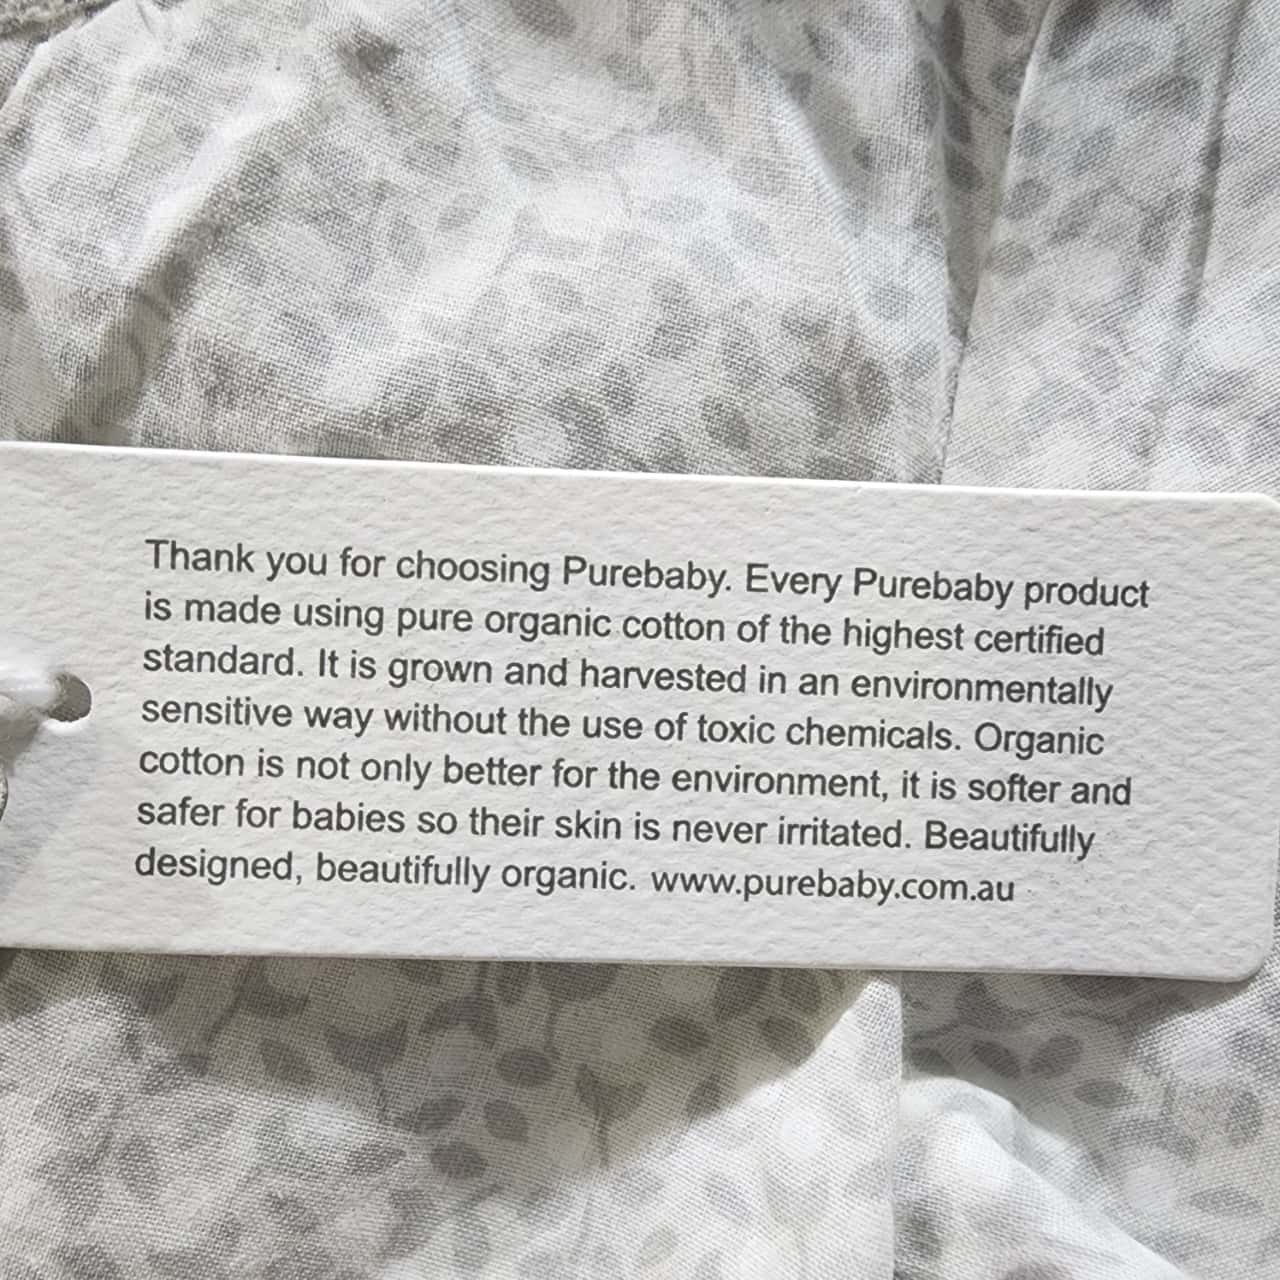 Thank you for choosing Purebaby. Every Purebaby product
is made using pure organic cotton of the highest certified
standard. It is grown and harvested in an environmentally
sensitive way without the use of toxic chemicals. Organic
cotton is not only better for the environment, it is softer and
safer for babies so their skin is never irritated. Beautifully
designed, beautifully organic. www.purebaby.com.au